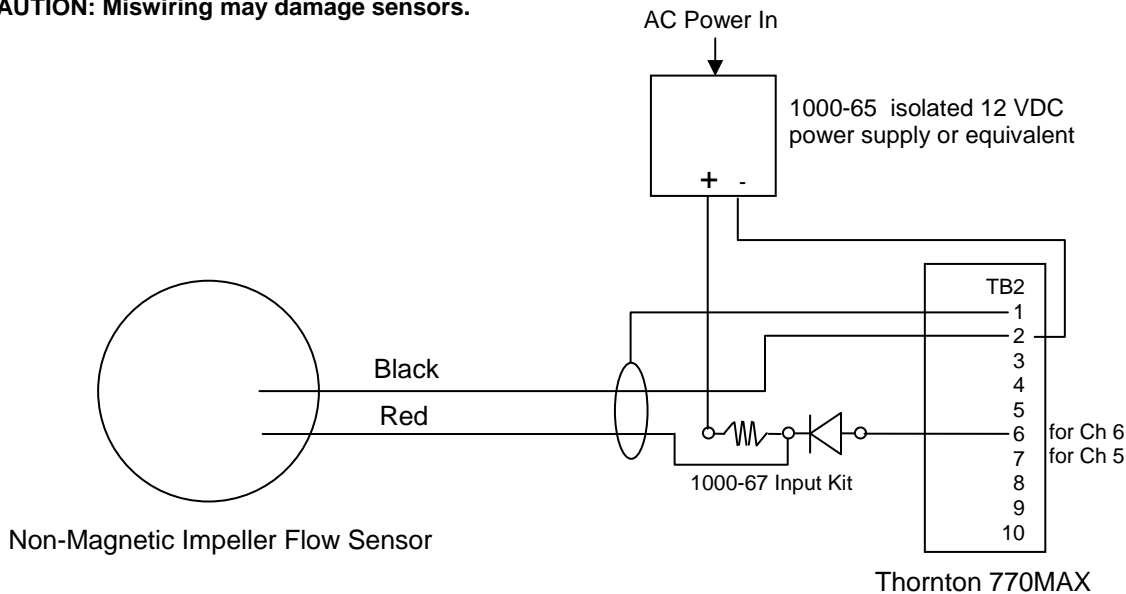 AUTION: Miswiring may damage sensors.
AC Power In
1000-65 isolated 12 VDC
power supply or equivalent
+ -
TB2
1
2
3
4
5
6 for Ch 6
7 for Ch 5
8
9
10
Black
Red
1000-67 Input Kit
Non-Magnetic Impeller Flow Sensor
Thornton 770MAX